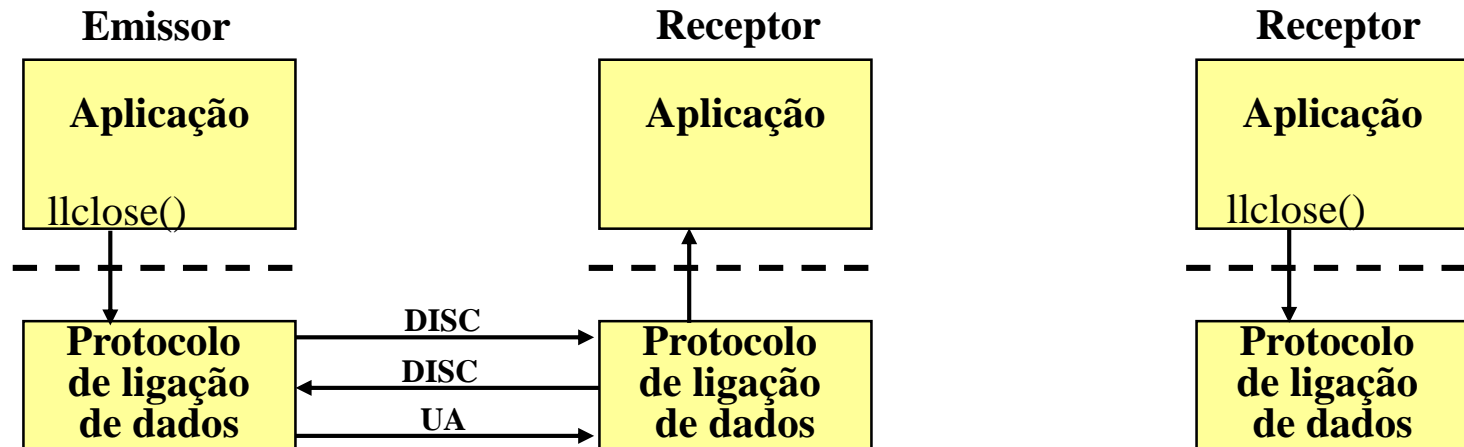 Emissor
Receptor
Receptor
Aplicação
Aplicação
Aplicação
llclose()
llclose()
Protocolo
de ligação
de dados
DISC
DISC
UA
Protocolo
de ligação
de dados
Protocolo
de ligação
de dados